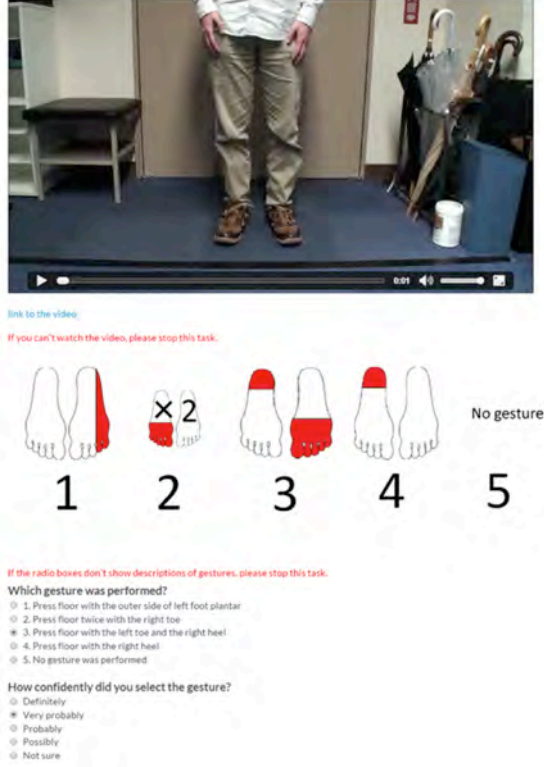 0:01
link to the video
If you can't watch the video, please stop this task.
× 2
No gesture
1 2 3 4 5
If the radio boxes don't show descriptions of gestures, please stop this task.
Which gesture was performed?
1. Press floor with the outer side of left foot plantar
2. Press floor twice with the right toe
3. Press floor with the left toe and the right heel
4. Press floor with the right heel
5. No gesture was performed
How confidently did you select the gesture?
Definitely
Very probably
Probably
Possibly
Not sure